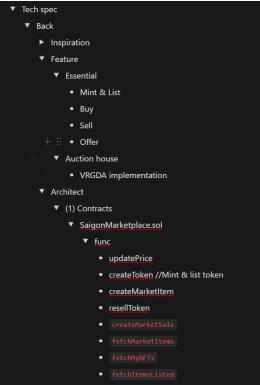 Tech spec
Back
Inspiration
Feature
Essential
Mint & List
Buy
Sell
Offer
Auction house
VRGDA implementation
Architect
(1) Contracts
SaigonMarketplace.sol
func
updatePrice
createToken //Mint & list token
createMarketItem
resellToken
createMarketSale
fetchMarketItems
fetchMyNFTs
fetchItemsListed